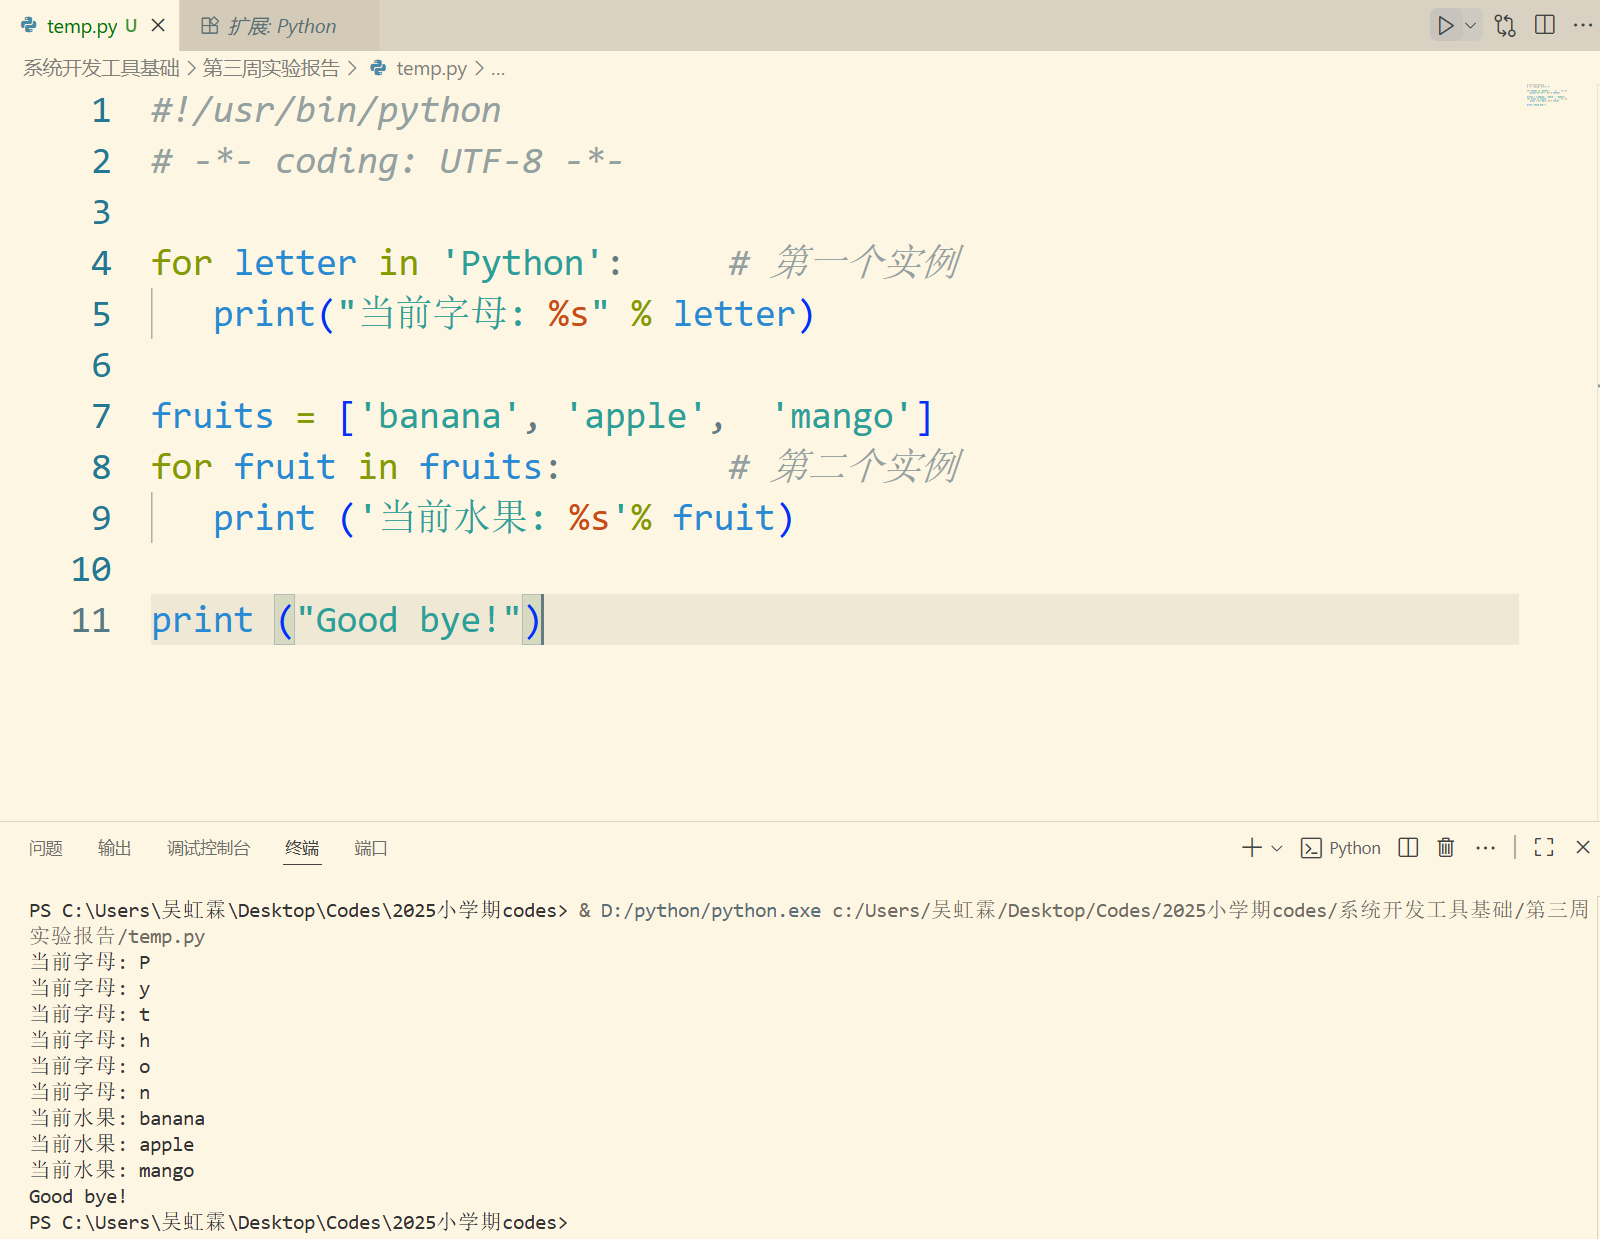 temp.py U
扩展: Python
系统开发工具基础 > 第三周实验报告 > temp.py > ...
1 #!/usr/bin/python
2 # -*- coding: UTF-8 -*-
3
4 for letter in 'Python':     # 第一个实例
5    print("当前字母: %s" % letter)
6
7 fruits = ['banana', 'apple',  'mango']
8 for fruit in fruits:        # 第二个实例
9    print ('当前水果: %s'% fruit)
10
11 print ("Good bye!")
问题 输出 调试控制台 终端 端口
Python
PS C:\Users\吴虹霖\Desktop\Codes\2025小学期codes> & D:/python/python.exe c:/Users/吴虹霖/Desktop/Codes/2025小学期codes/系统开发工具基础/第三周
实验报告/temp.py
当前字母: P
当前字母: y
当前字母: t
当前字母: h
当前字母: o
当前字母: n
当前水果: banana
当前水果: apple
当前水果: mango
Good bye!
PS C:\Users\吴虹霖\Desktop\Codes\2025小学期codes>